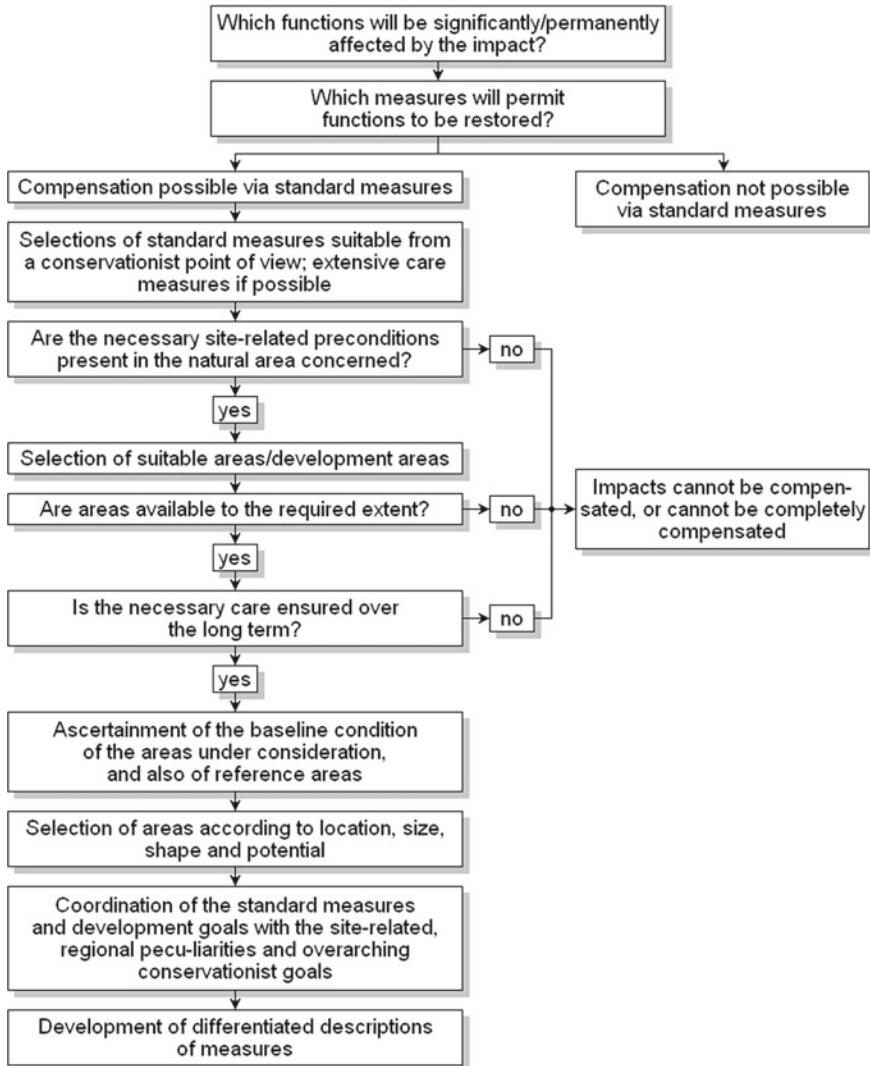 Which functions will be significantly/permanently
affected by the impact?
Which measures will permit
functions to be restored?
Compensation possible via standard measures
Compensation not possible
via standard measures
Selections of standard measures suitable from
a conservationist point of view; extensive care
measures if possible
Are the necessary site-related preconditions
present in the natural area concerned?
no
yes
Selection of suitable areas/development areas
Are areas available to the required extent?
no
Impacts cannot be compen-
sated, or cannot be completely
compensated
yes
Is the necessary care ensured over
the long term?
no
yes
Ascertainment of the baseline condition
of the areas under consideration,
and also of reference areas
Selection of areas according to location, size,
shape and potential
Coordination of the standard measures
and development goals with the site-related,
regional pecu-liarities and overarching
conservationist goals
Development of differentiated descriptions
of measures